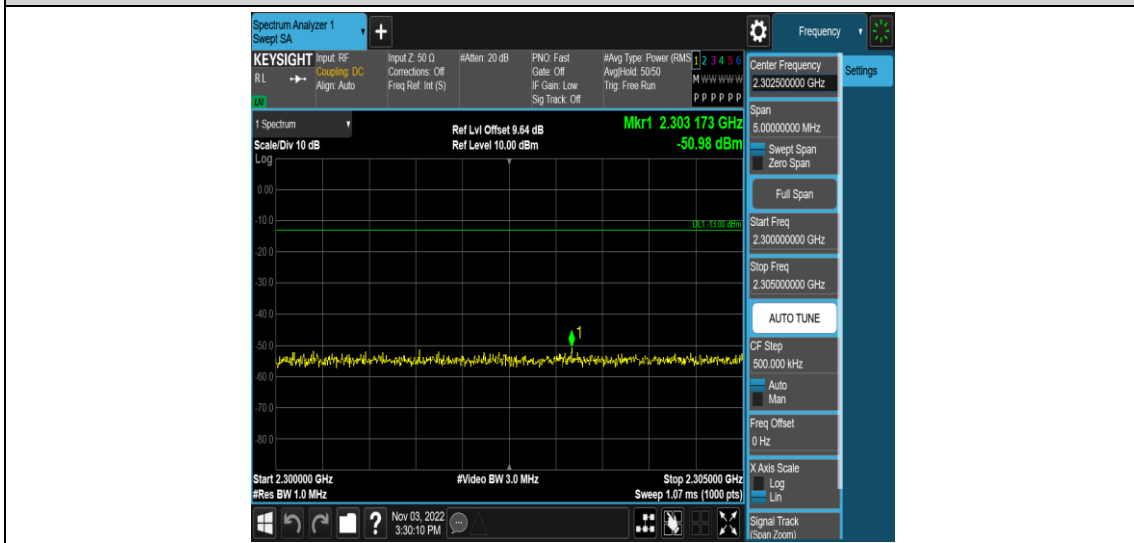 Spectrum Analyzer 1
Swept SA
+
Frequency
KEYSIGHT
RL
Input: RF
Coupling: DC
Align: Auto
Input Z: 50 Ω
Corrections: Off
Freq Ref: Int (S)
#Atten: 20 dB
PNO: Fast
Gate: Off
IF Gain: Low
Sig Track: Off
#Avg Type: Power (RMS
Avg|Hold: 50/50
Trig: Free Run
1 2 3 4 5 6
M W W W W W
P P P P P P
1 Spectrum
Scale/Div 10 dB
Log
Ref Lvl Offset 9.64 dB
Ref Level 10.00 dBm
Mkr1 2.303 173 GHz
-50.98 dBm
0.00
-10.0
DL1 -13.00 dBm
-20.0
-30.0
-40.0
1
-50.0
-60.0
-70.0
-80.0
Start 2.300000 GHz
#Res BW 1.0 MHz
#Video BW 3.0 MHz
Stop 2.305000 GHz
Sweep 1.07 ms (1000 pts)
?
Nov 03, 2022
3:30:10 PM
Center Frequency
2.302500000 GHz
Settings
Span
5.00000000 MHz
Swept Span
Zero Span
Full Span
Start Freq
2.300000000 GHz
Stop Freq
2.305000000 GHz
AUTO TUNE
CF Step
500.000 kHz
Auto
Man
Freq Offset
0 Hz
X Axis Scale
Log
Lin
Signal Track
(Span Zoom)